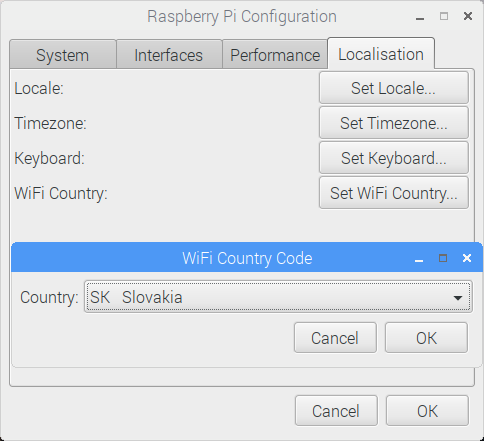 Raspberry Pi Configuration
System Interfaces Performance Localisation
Locale: Set Locale...
Timezone: Set Timezone...
Keyboard: Set Keyboard...
WiFi Country: Set WiFi Country...
WiFi Country Code
Country: SK Slovakia
Cancel OK
Cancel OK